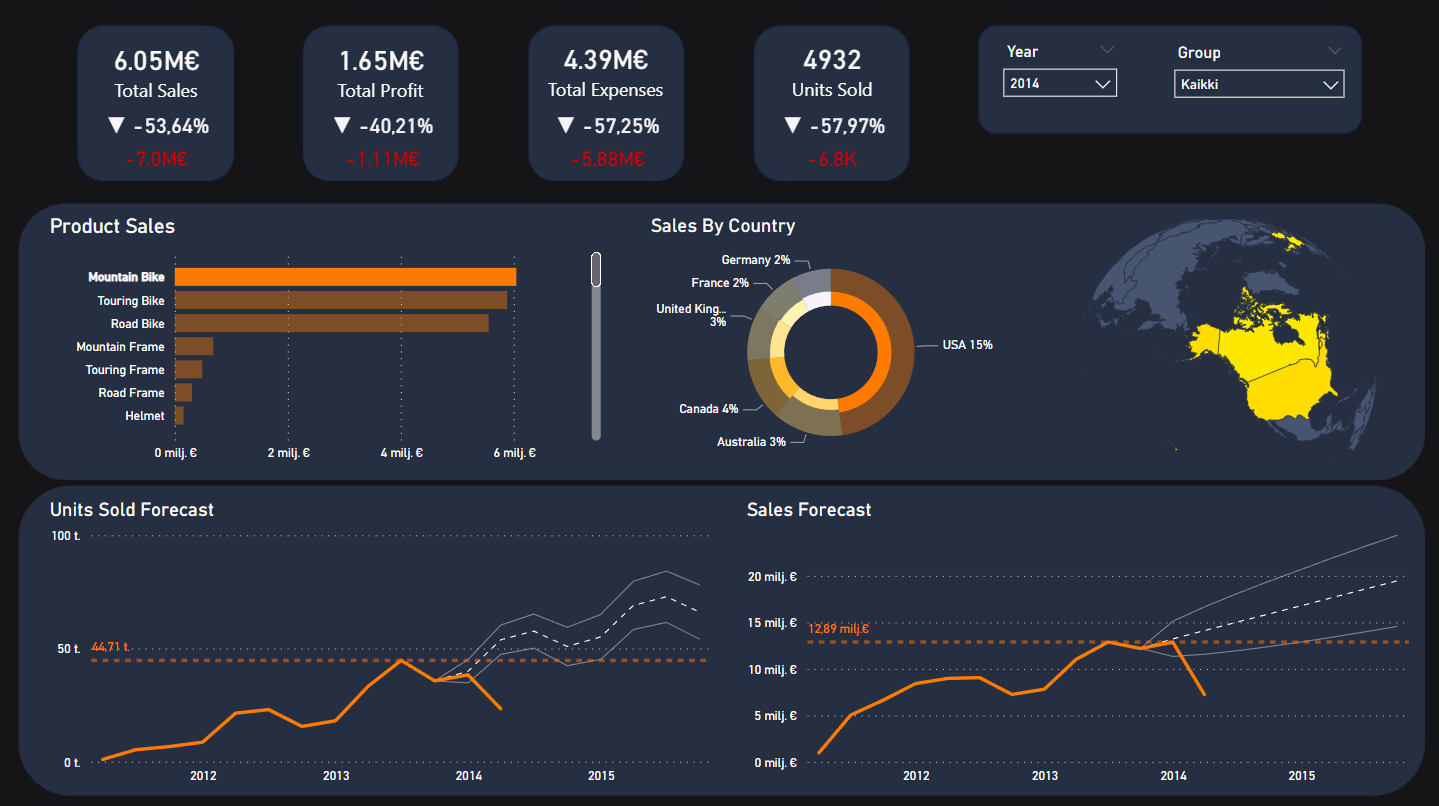 6.05M€
Total Sales
▼ -53,64%
-7.0M€
1.65M€
Total Profit
▼ -40,21%
-1.11M€
4.39M€
Total Expenses
▼ -57,25%
-5.88M€
4932
Units Sold
▼ -57,97%
-6.8K
Year
2014
Group
Kaikki
Product Sales
Mountain Bike
Touring Bike
Road Bike
Mountain Frame
Touring Frame
Road Frame
Helmet
0 milj. €
2 milj. €
4 milj. €
6 milj. €
Sales By Country
Germany 2%
France 2%
United King...
3%
Canada 4%
Australia 3%
USA 15%
Units Sold Forecast
100 t.
44,71 t.
50 t.
0 t.
2012
2013
2014
2015
Sales Forecast
20 milj. €
15 milj. €
12,89 milj.€
10 milj. €
5 milj. €
0 milj. €
2012
2013
2014
2015